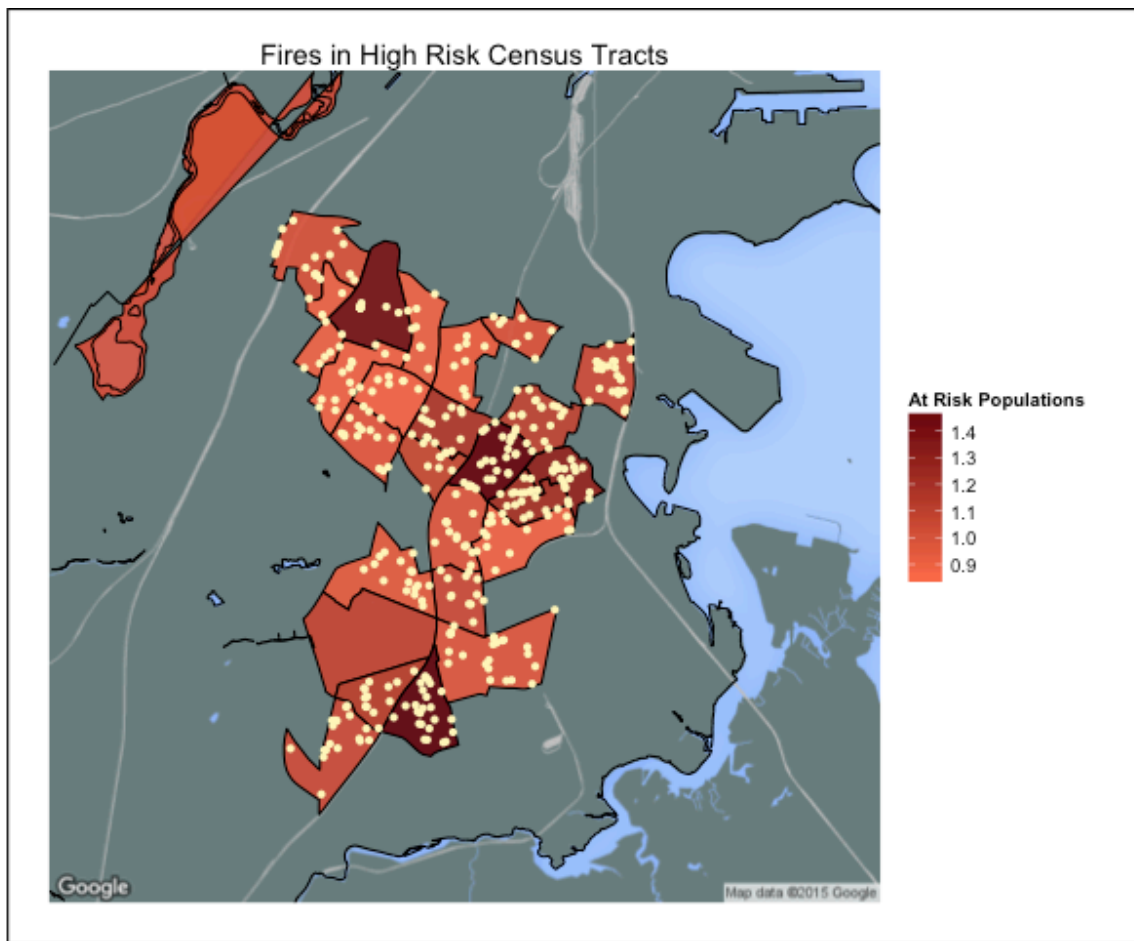 Fires in High Risk Census Tracts
At Risk Populations
1.4
1.3
1.2
1.1
1.0
0.9
Google
Map data ©2015 Google